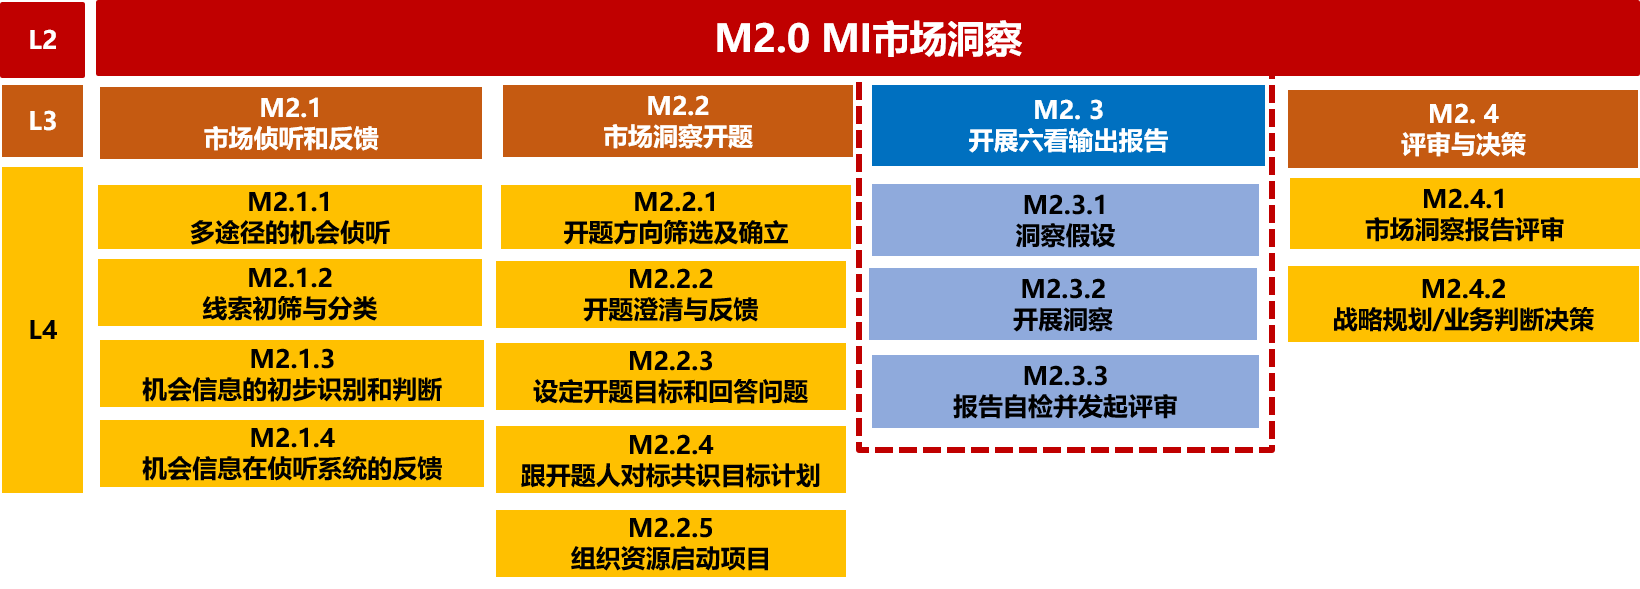 L2
M2.0 MI市场洞察
L3
M2.1
市场侦听和反馈
M2.2
市场洞察开题
M2. 3
开展六看输出报告
M2. 4
评审与决策
L4
M2.1.1
多途径的机会侦听
M2.1.2
线索初筛与分类
M2.1.3
机会信息的初步识别和判断
M2.1.4
机会信息在侦听系统的反馈
M2.2.1
开题方向筛选及确立
M2.2.2
开题澄清与反馈
M2.2.3
设定开题目标和回答问题
M2.2.4
跟开题人对标共识目标计划
M2.2.5
组织资源启动项目
M2.3.1
洞察假设
M2.3.2
开展洞察
M2.3.3
报告自检并发起评审
M2.4.1
市场洞察报告评审
M2.4.2
战略规划/业务判断决策